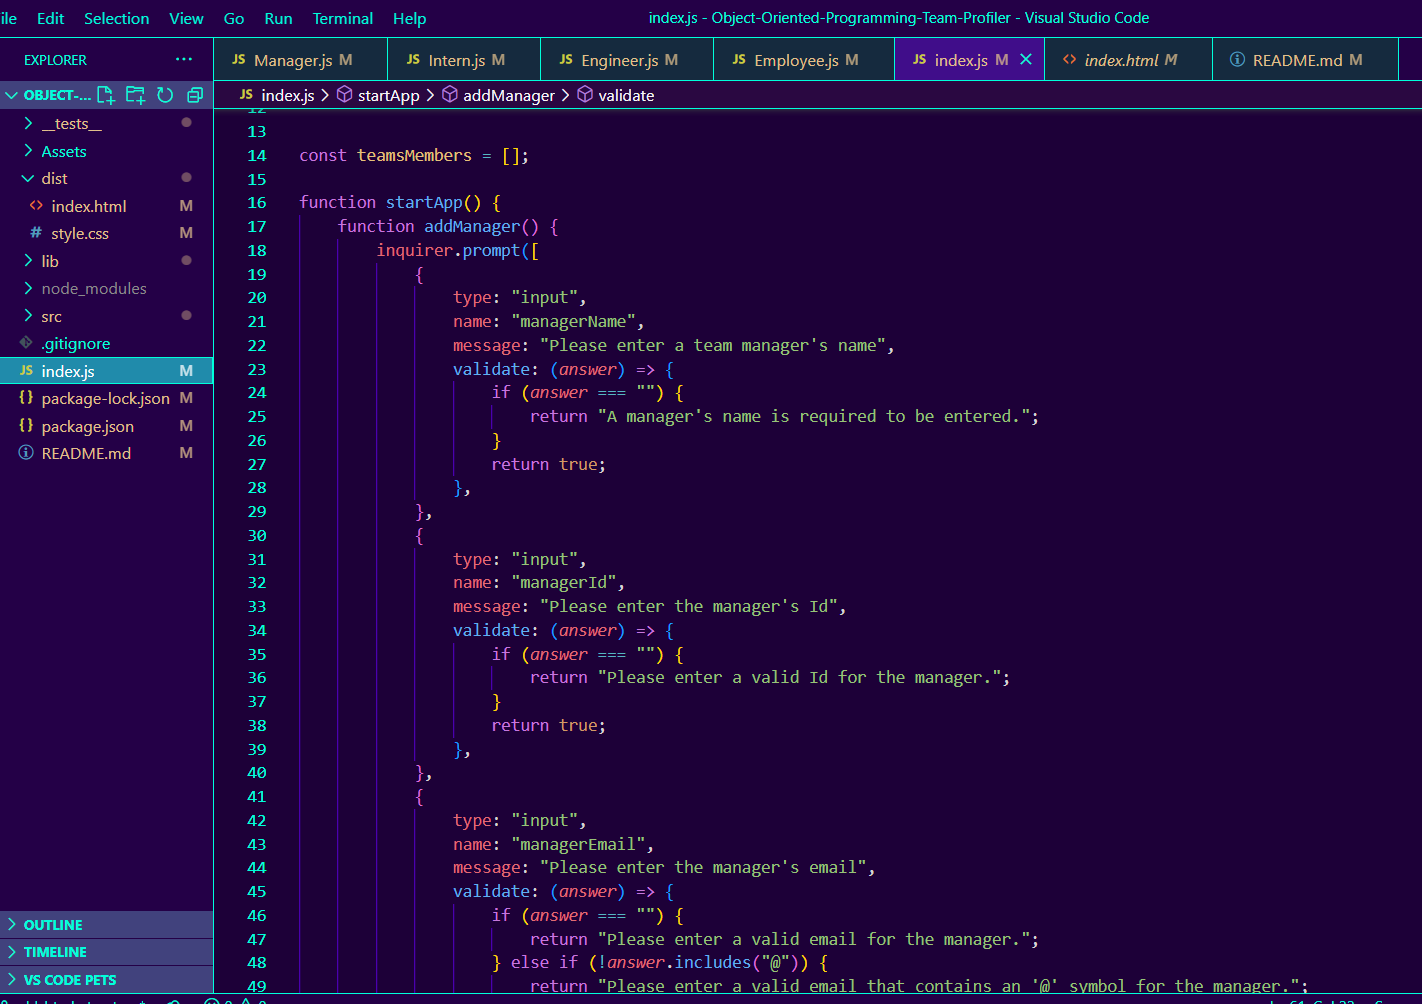 ile Edit Selection View Go Run Terminal Help index.js - Object-Oriented-Programming-Team-Profiler - Visual Studio Code
EXPLORER ...
OBJECT-...
__tests__
Assets
dist
index.html M
style.css M
lib
node_modules
src
.gitignore
JS index.js M
{} package-lock.json M
{} package.json M
README.md M
OUTLINE
TIMELINE
VS CODE PETS
JS Manager.js M JS Intern.js M JS Engineer.js M JS Employee.js M JS index.js M index.html M README.md M
JS index.js > startApp > addManager > validate
12
13
14 const teamsMembers = [];
15
16 function startApp() {
17 function addManager() {
18 inquirer.prompt([
19 {
20 type: "input",
21 name: "managerName",
22 message: "Please enter a team manager's name",
23 validate: (answer) => {
24 if (answer === "") {
25 return "A manager's name is required to be entered.";
26 }
27 return true;
28 },
29 },
30 {
31 type: "input",
32 name: "managerId",
33 message: "Please enter the manager's Id",
34 validate: (answer) => {
35 if (answer === "") {
36 return "Please enter a valid Id for the manager.";
37 }
38 return true;
39 },
40 },
41 {
42 type: "input",
43 name: "managerEmail",
44 message: "Please enter the manager's email",
45 validate: (answer) => {
46 if (answer === "") {
47 return "Please enter a valid email for the manager.";
48 } else if (!answer.includes("@")) {
49 return "Please enter a valid email that contains an '@' symbol for the manager.";